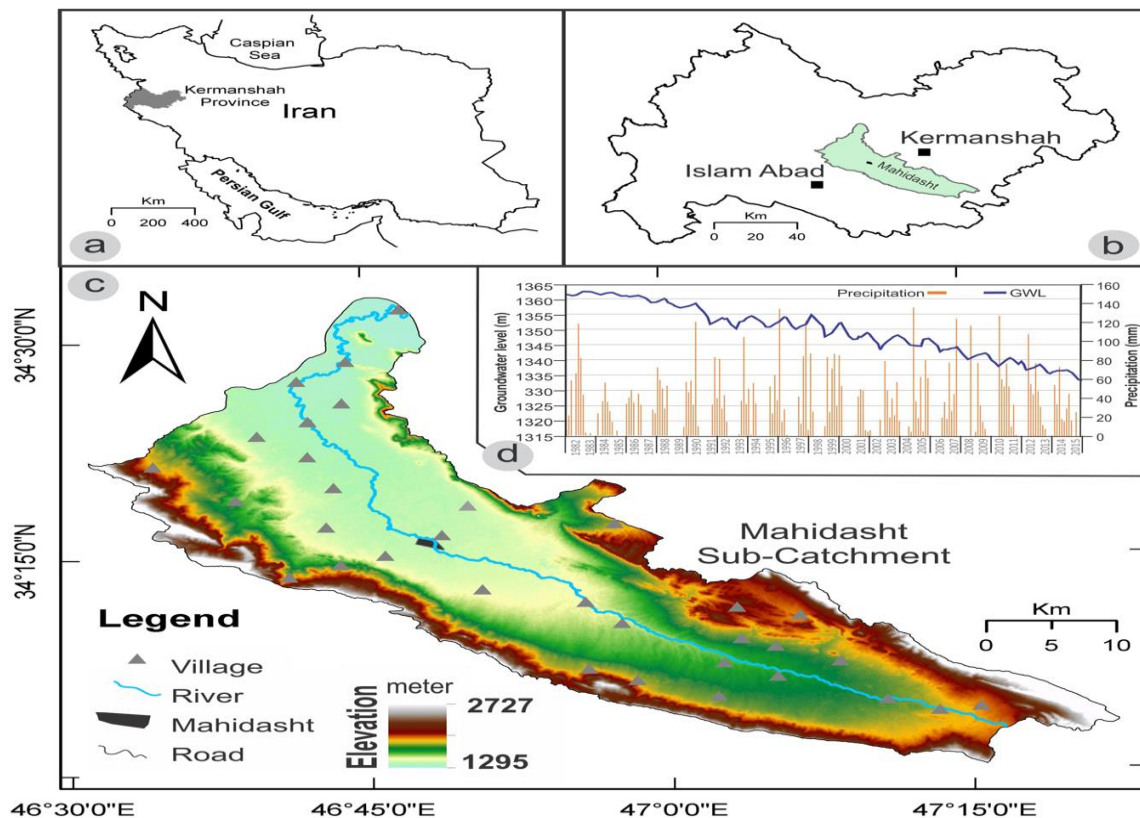 Caspian
Sea
Kermanshah
Province
Iran
Persian Gulf
Km
0 200 400
a
Kermanshah
Islam Abad
Mahidasht
Km
0 20 40
b
c
N
34°30'0"N
34°15'0"N
1365
1360
1355
1350
1345
1340
1335
1330
1325
1320
1315
Groundwater level (m)
Precipitation
GWL
160
140
120
100
80
60
40
20
0
Precipitation (mm)
1982
1983
1984
1985
1986
1987
1988
1989
1990
1991
1992
1993
1994
1995
1996
1997
1998
1999
2000
2001
2002
2003
2004
2005
2006
2007
2008
2009
2010
2011
2012
2013
2014
2015
d
Mahidasht
Sub-Catchment
Km
0 5 10
Legend
Village
River
Mahidasht
Road
Elevation
meter
2727
1295
46°30'0"E
46°45'0"E
47°0'0"E
47°15'0"E